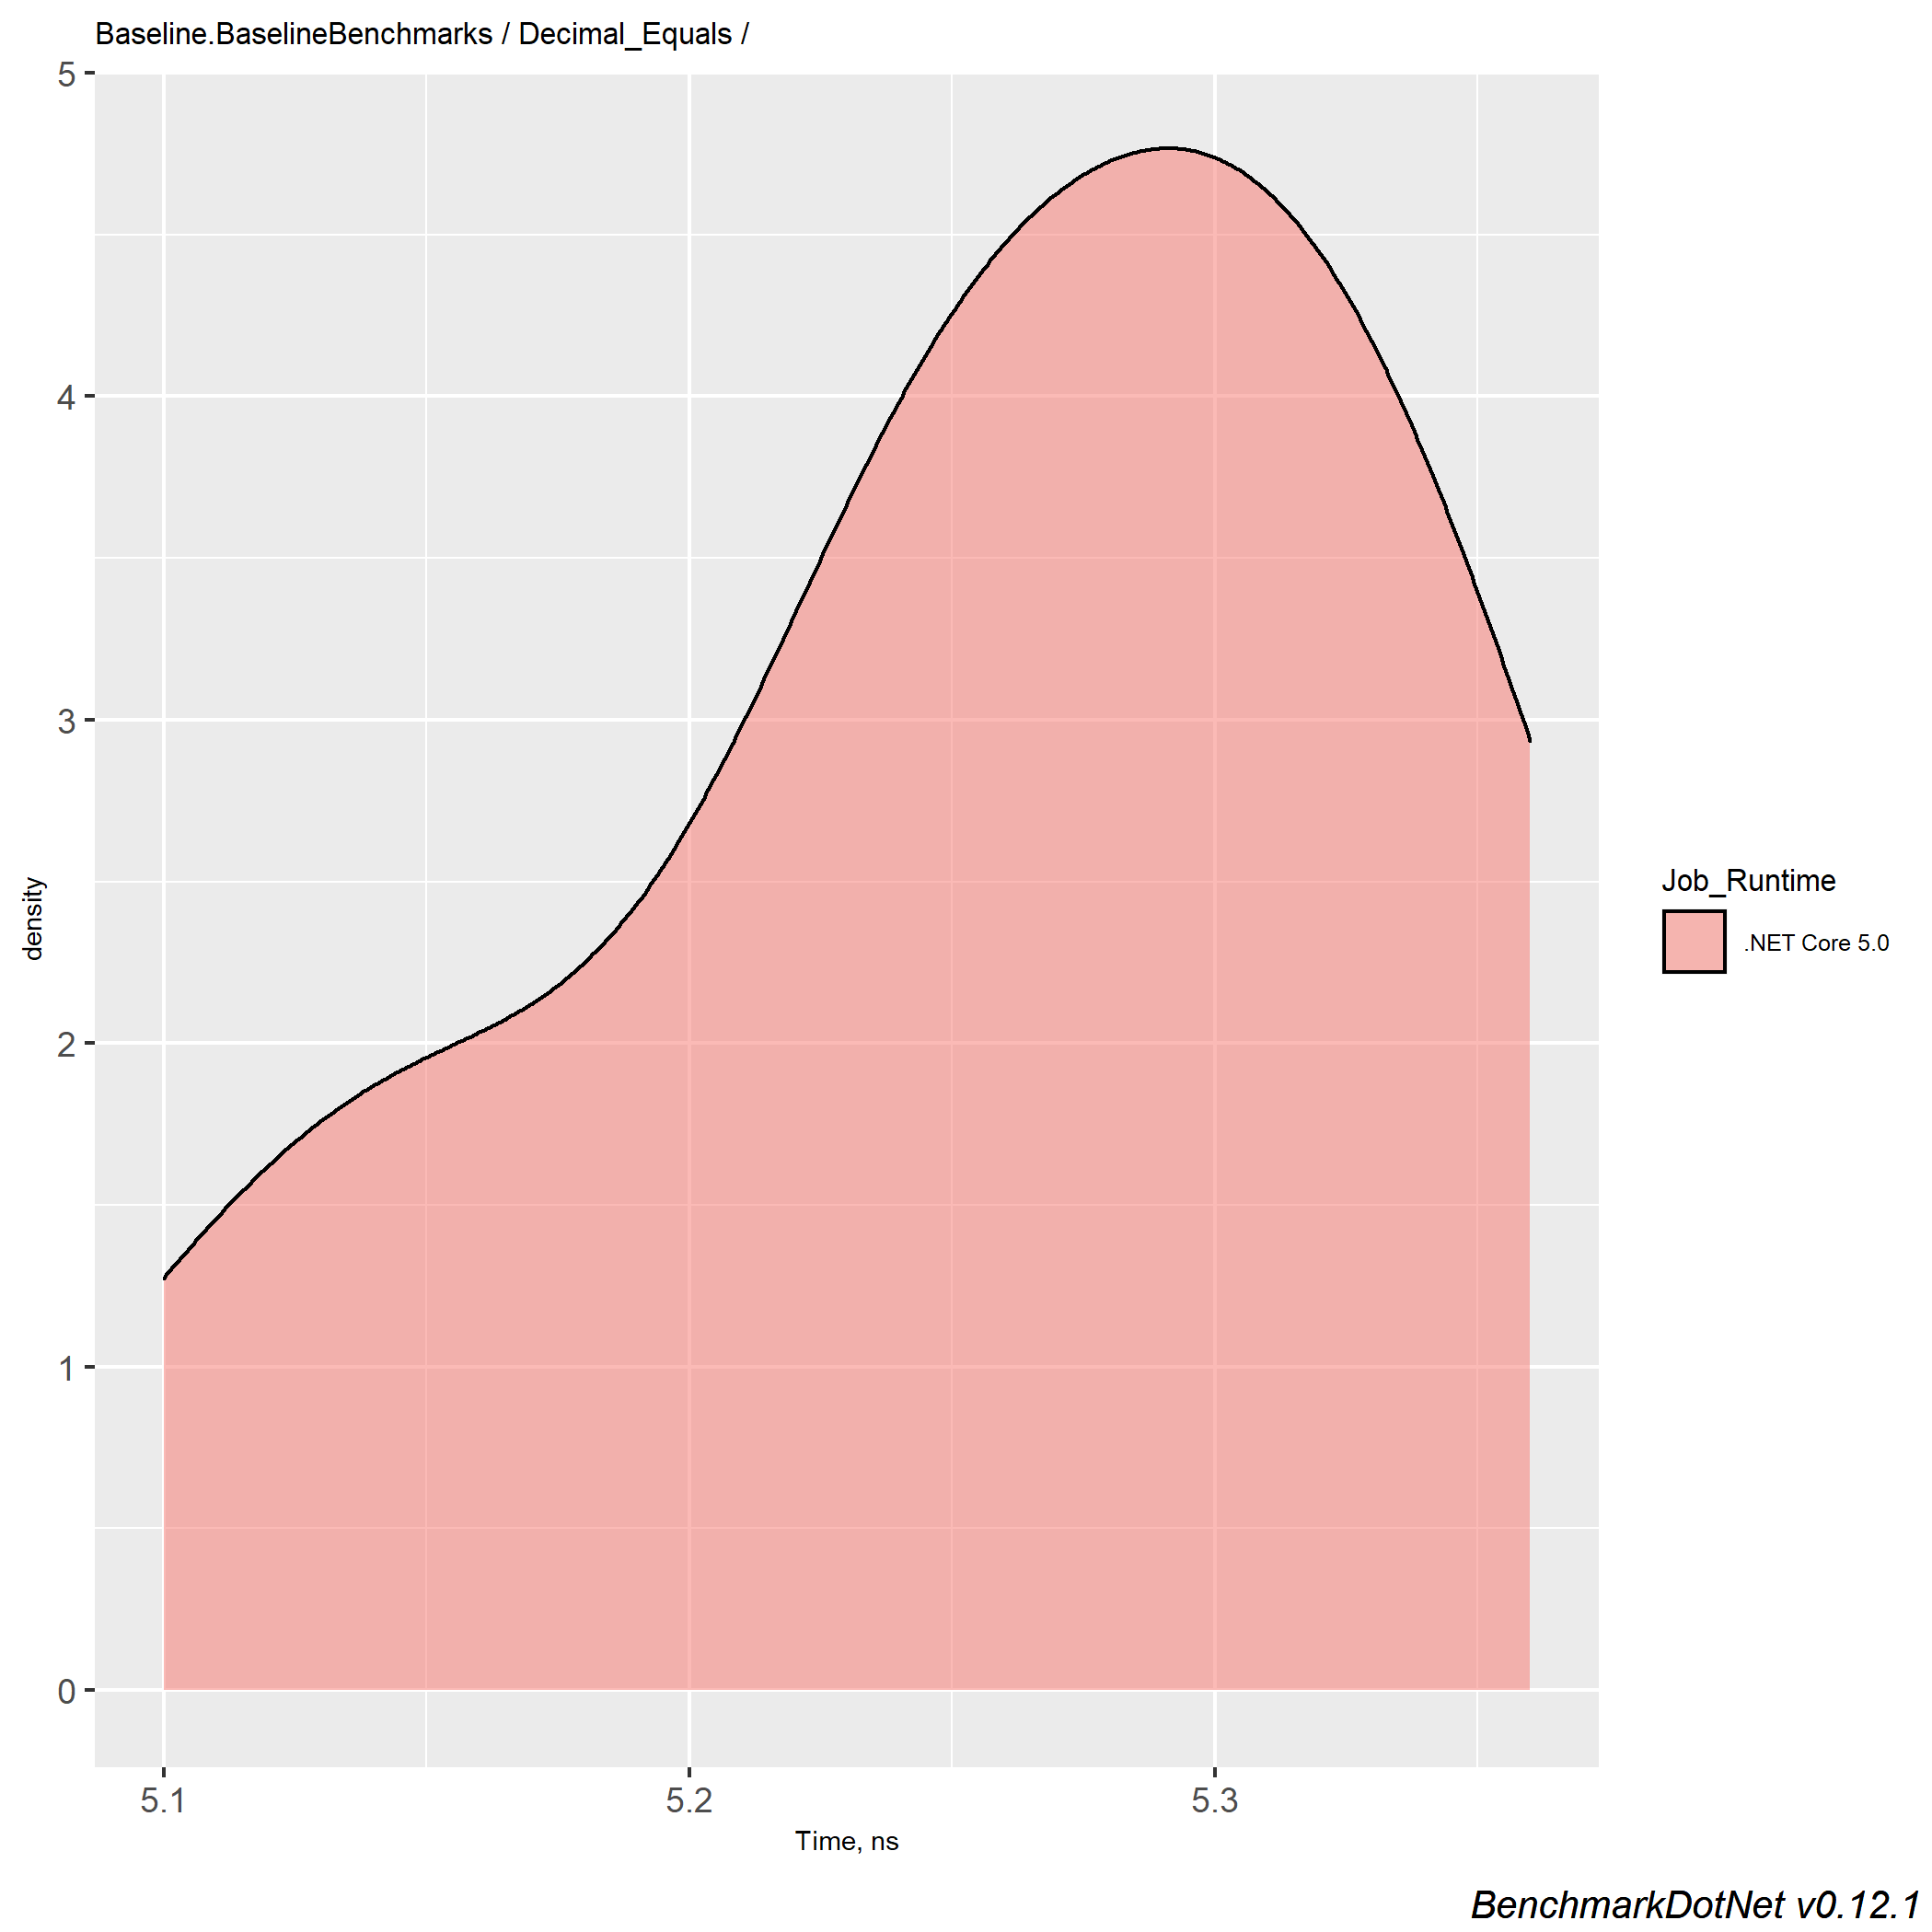 Baseline.BaselineBenchmarks / Decimal_Equals /
5
4
3
2
1
0
density
5.1
5.2
5.3
Time, ns
Job_Runtime
.NET Core 5.0
BenchmarkDotNet v0.12.1